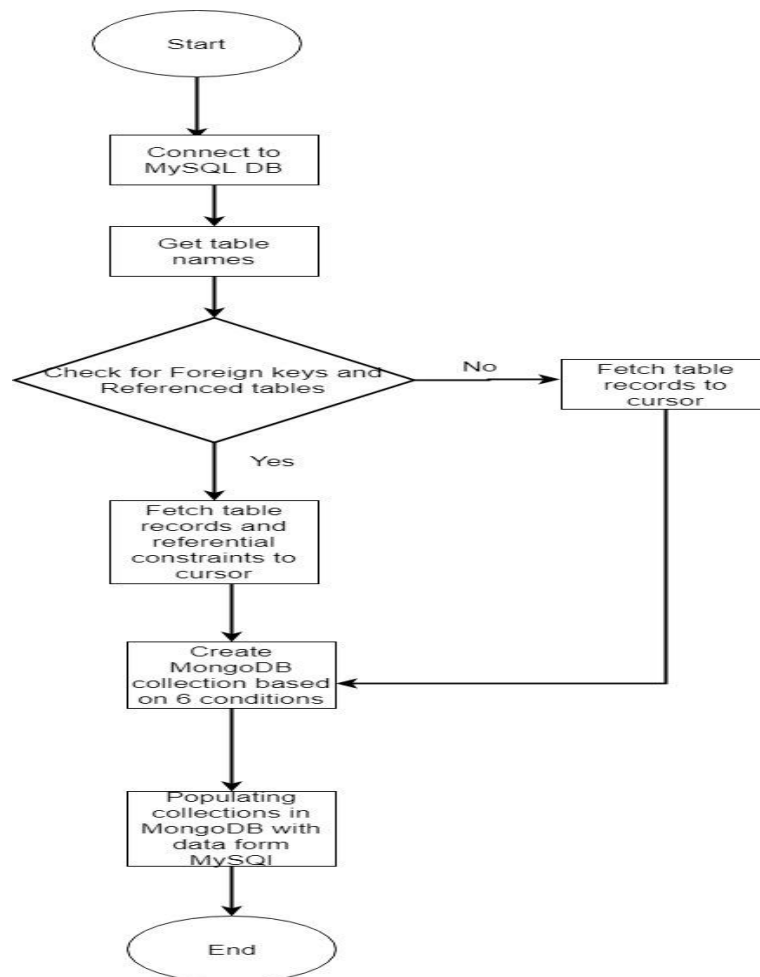 Start
Connect to
MySQL DB
Get table
names
Check for Foreign keys and
Referenced tables
No
Fetch table
records to
cursor
Yes
Fetch table
records and
referential
constraints to
cursor
Create
MongoDB
collection based
on 6 conditions
Populating
collections in
MongoDB with
data form
MySQl
End